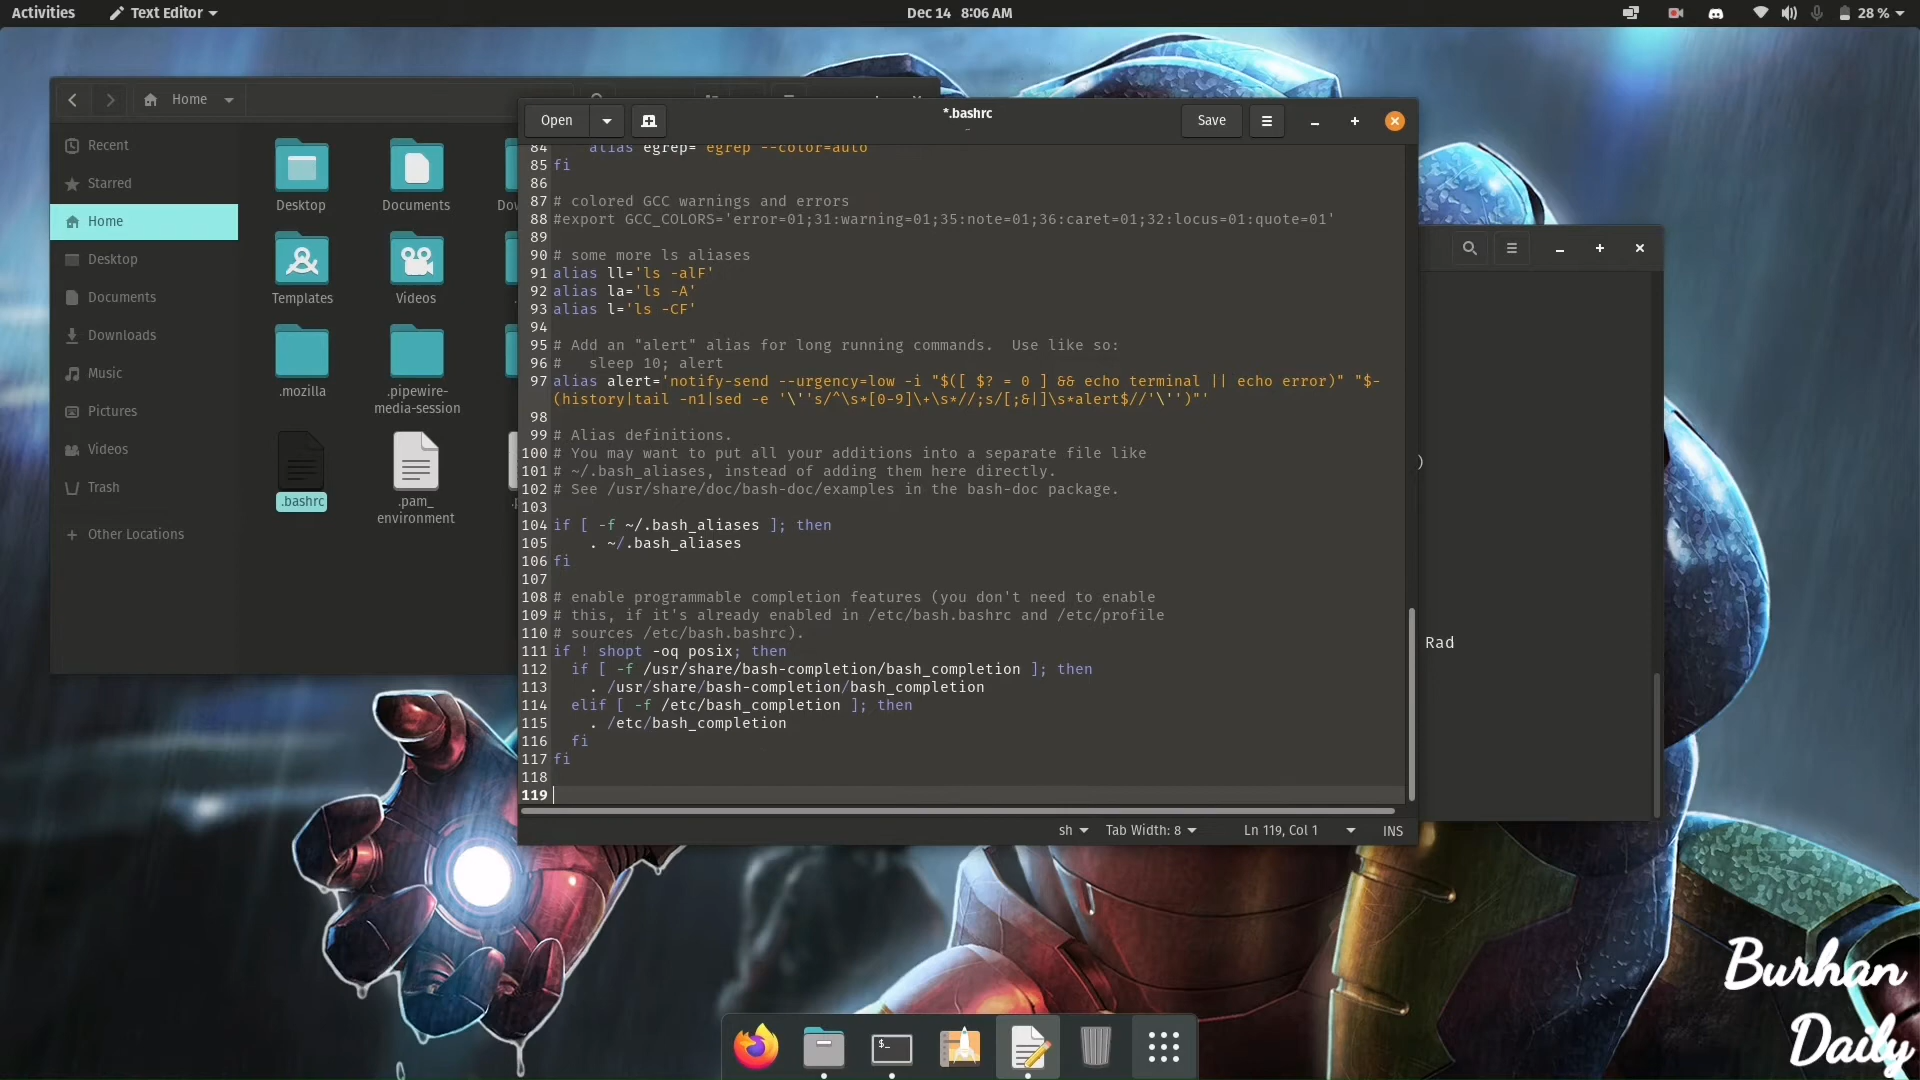 Activities
Text Editor
Dec 14 8:06 AM
28 %
Home
Recent
Starred
Home
Desktop
Documents
Downloads
Music
Pictures
Videos
Trash
Other Locations
Desktop
Documents
Templates
Videos
.mozilla
.pipewire-
media-session
.bashrc
.pam_
environment
Open
*.bashrc
Save
84 alias egrep='egrep --color=auto
85 fi
86
87 # colored GCC warnings and errors
88 #export GCC_COLORS='error=01;31:warning=01;35:note=01;36:caret=01;32:locus=01:quote=01'
89
90 # some more ls aliases
91 alias ll='ls -alF'
92 alias la='ls -A'
93 alias l='ls -CF'
94
95 # Add an "alert" alias for long running commands.  Use like so:
96 #   sleep 10; alert
97 alias alert='notify-send --urgency=low -i "$([ $? = 0 ] && echo terminal || echo error)" "$-
(history|tail -n1|sed -e '\''s/^\s*[0-9]\+\s*//;s/[;&|]\s*alert$//'\'')"'
98
99 # Alias definitions.
100 # You may want to put all your additions into a separate file like
101 # ~/.bash_aliases, instead of adding them here directly.
102 # See /usr/share/doc/bash-doc/examples in the bash-doc package.
103
104 if [ -f ~/.bash_aliases ]; then
105     . ~/.bash_aliases
106 fi
107
108 # enable programmable completion features (you don't need to enable
109 # this, if it's already enabled in /etc/bash.bashrc and /etc/profile
110 # sources /etc/bash.bashrc).
111 if ! shopt -oq posix; then
112   if [ -f /usr/share/bash-completion/bash_completion ]; then
113     . /usr/share/bash-completion/bash_completion
114   elif [ -f /etc/bash_completion ]; then
115     . /etc/bash_completion
116   fi
117 fi
118
119
sh
Tab Width: 8
Ln 119, Col 1
INS
)
Rad
Burhan
Daily